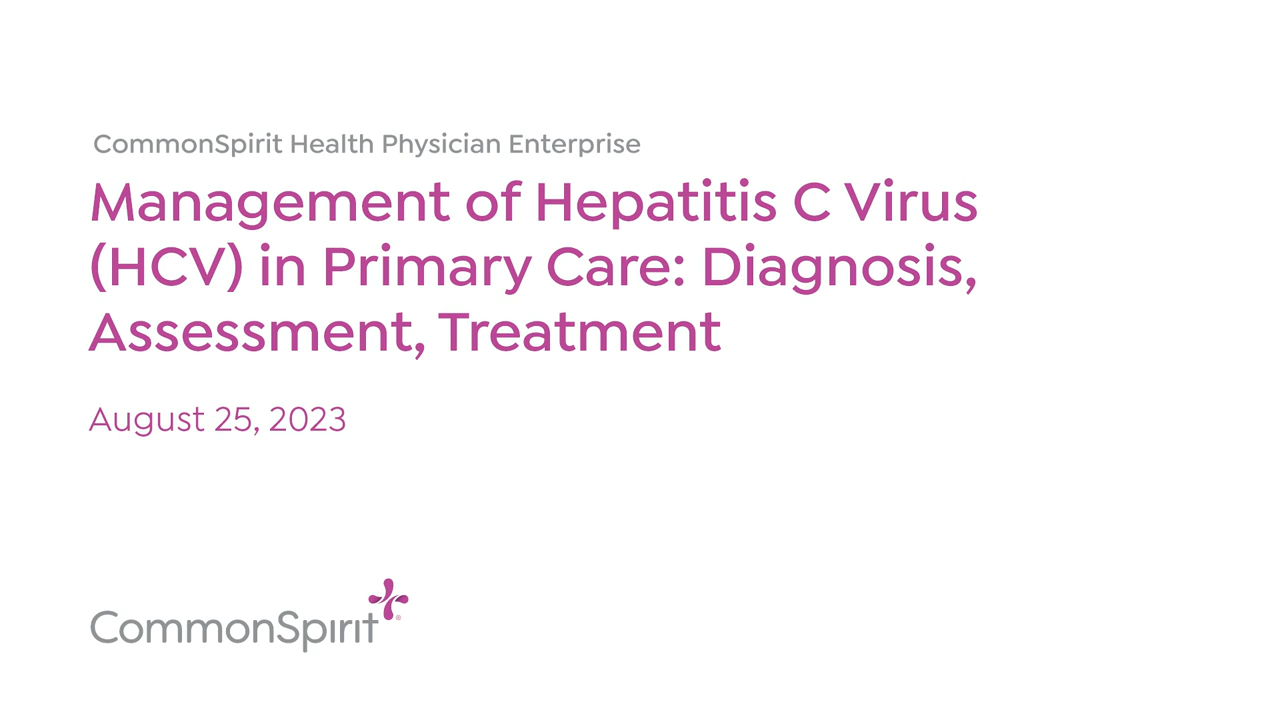 CommonSpirit Health Physician Enterprise
Management of Hepatitis C Virus
(HCV) in Primary Care: Diagnosis,
Assessment, Treatment
August 25, 2023
CommonSpirit®